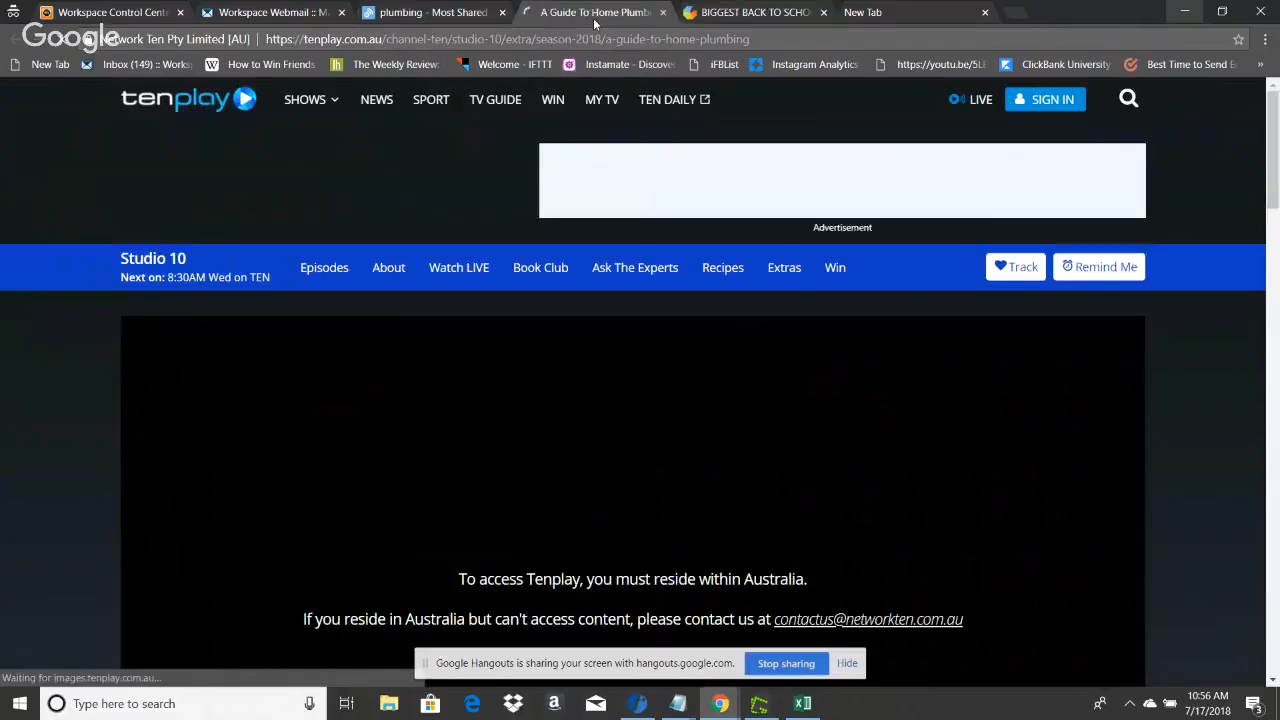 Workspace Control Cent
Workspace Webmail :: M
plumbing - Most Shared
A Guide To Home Plumb
BIGGEST BACK TO SCHO
New Tab
Google
Network Ten Pty Limited [AU] | https://tenplay.com.au/channel-ten/studio-10/extra/season-2018/a-guide-to-home-plumbing
New Tab
Inbox (149) :: Works
How to Win Friends
The Weekly Review:
Welcome - IFTTT
Instamate - Discove
iFBlist
Instagram Analytics
https://youtu.be/5LE
ClickBank University
Best Time to Send E
tenplay
SHOWS
NEWS
SPORT
TV GUIDE
WIN
MY TV
TEN DAILY
LIVE
SIGN IN
Advertisement
Studio 10
Next on: 8:30AM Wed on TEN
Episodes
About
Watch LIVE
Book Club
Ask The Experts
Recipes
Extras
Win
Track
Remind Me
To access Tenplay, you must reside within Australia.
If you reside in Australia but can't access content, please contact us at contactus@networkten.com.au
Google Hangouts is sharing your screen with hangouts.google.com.
Stop sharing
Hide
Waiting for images.tenplay.com.au...
Type here to search
10:56 AM
7/17/2018
3